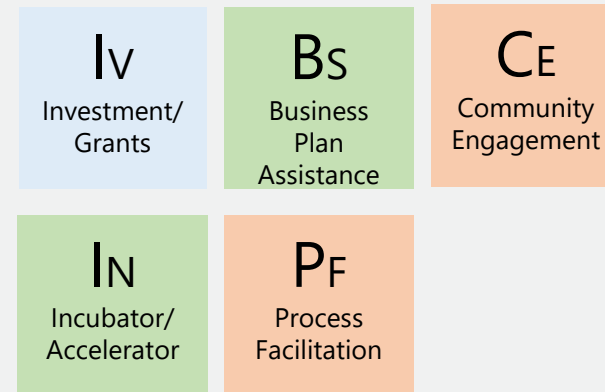 Iv
Investment/
Grants
Bs
Business
Plan
Assistance
CE
Community
Engagement
IN
Incubator/
Accelerator
PF
Process
Facilitation